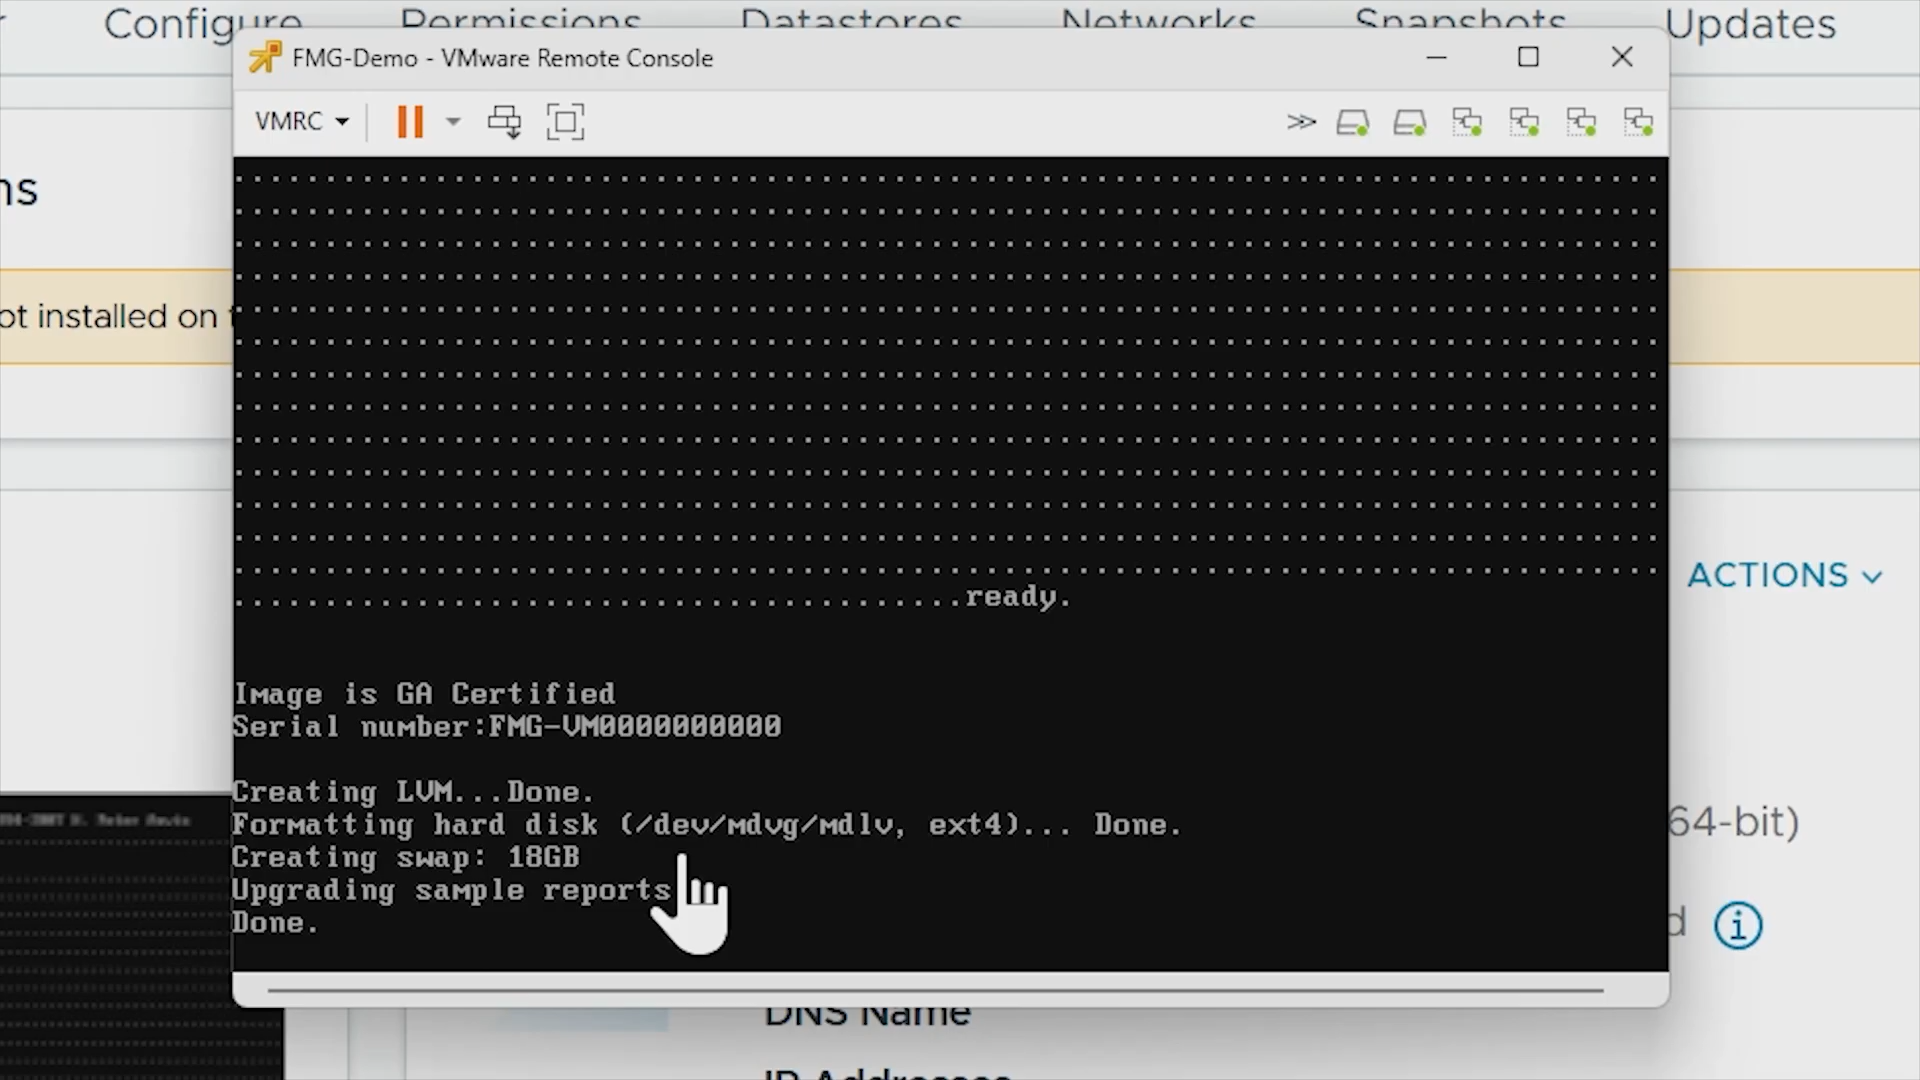 Configure Permissions Datastores Networks Snapshots Updates
FMG-Demo - VMware Remote Console
VMRC
ns
ot installed on
ACTIONS
.......................................ready.
Image is GA Certified
Serial number:FMG-VM0000000000
Creating LVM...Done.
Formatting hard disk (/dev/mdvg/mdlv, ext4)... Done.
64-bit)
Creating swap: 18GB
Upgrading sample reports
Done.
d
DNS Name
IP Addresses